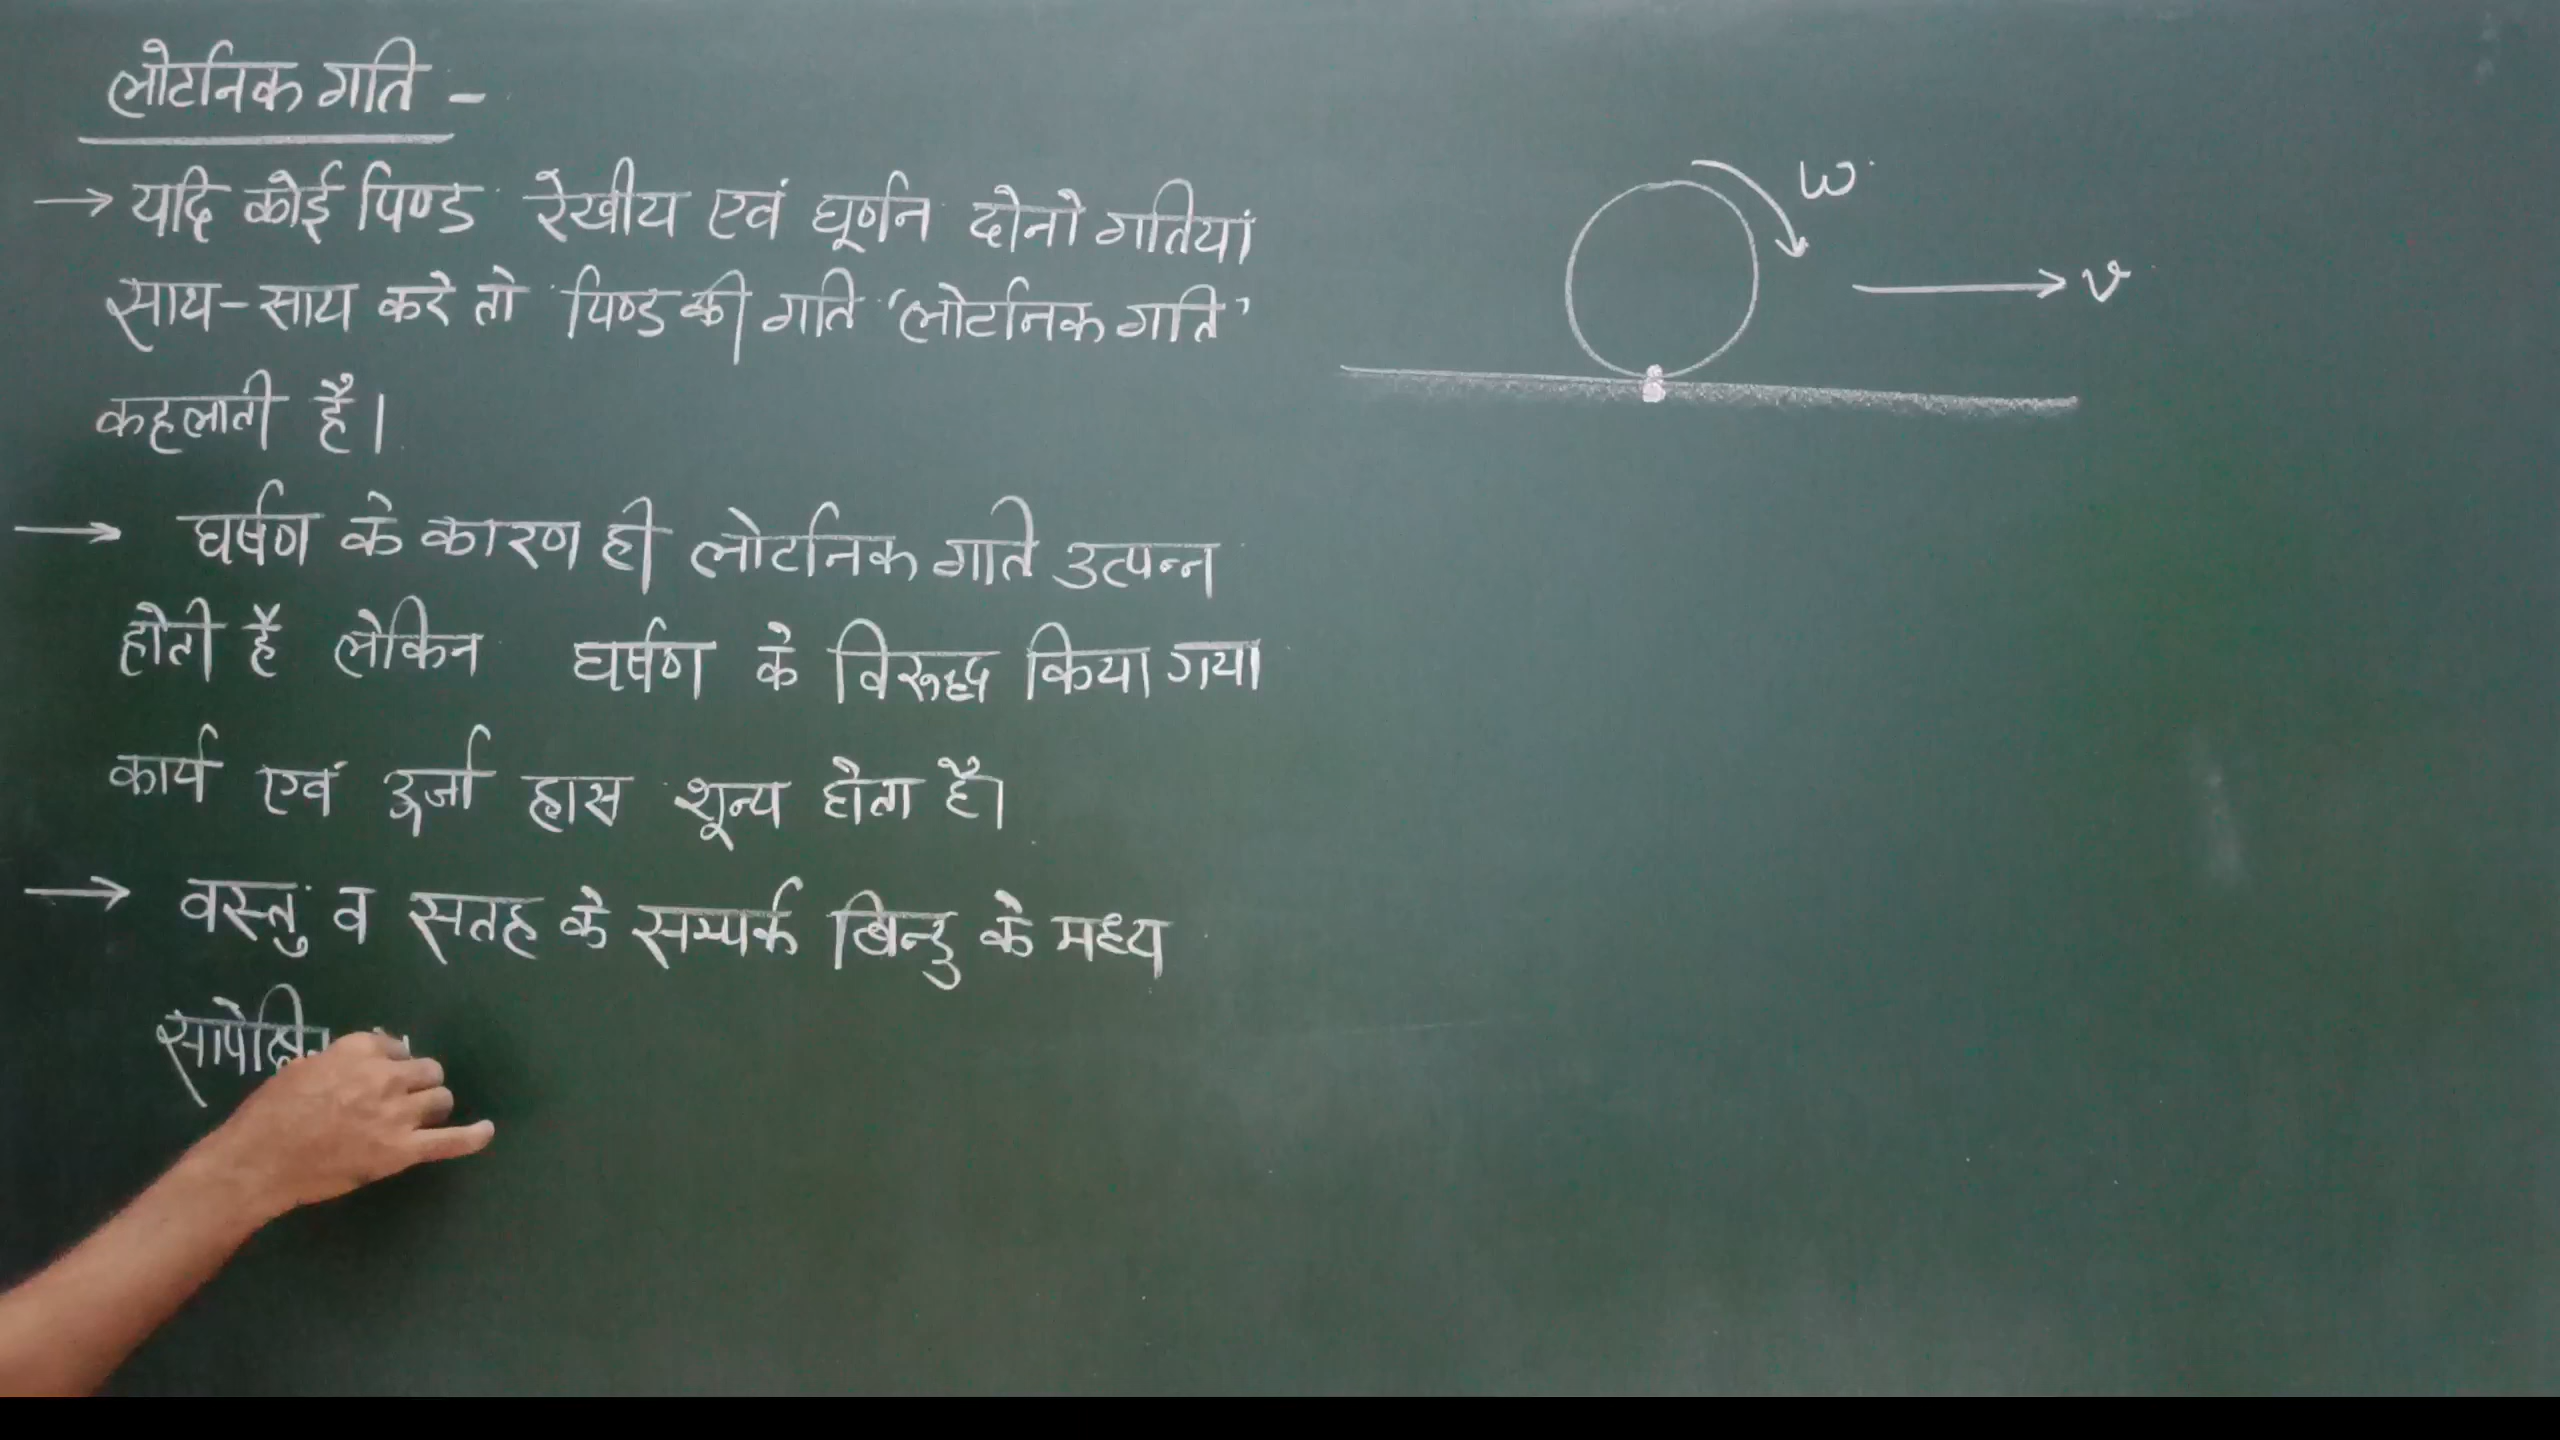 लोटनिक गति -
→ यदि कोई पिण्ड रेखीय एवं घूर्णन दोनो गतियां
साथ-साथ करे तो पिण्ड की गति 'लोटनिक गति'
कहलाती है।
→ घर्षण के कारण ही लोटनिक गति उत्पन्न
होती है लेकिन घर्षण के विरूद्ध किया गया
कार्य एवं ऊर्जा ह्रास शून्य होता है।
→ वस्तु व सतह के सम्पर्क बिन्दु के मध्य
ω
v